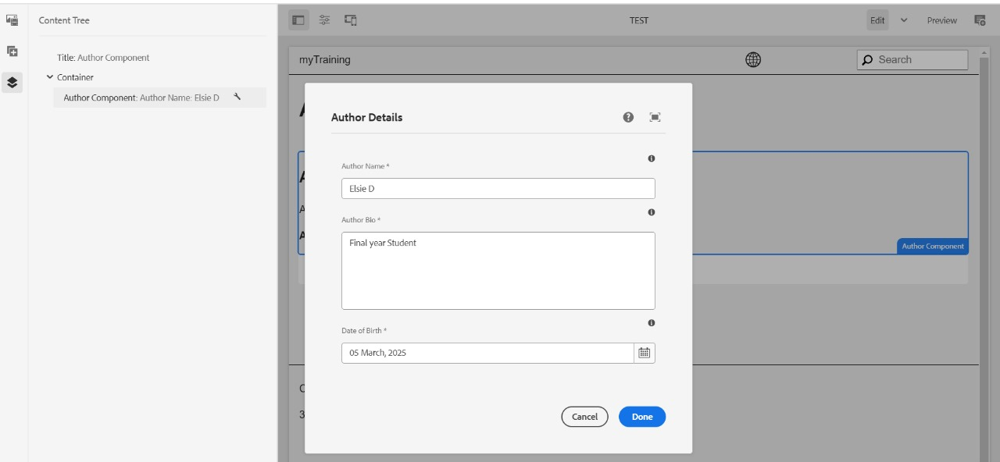 Content Tree
TEST
Edit
Preview
Title: Author Component
Container
Author Component: Author Name: Elsie D
myTraining
Search
Author Details
Author Name *
Elsie D
Author Bio *
Final year Student
Author Component
Date of Birth *
05 March, 2025
Cancel
Done